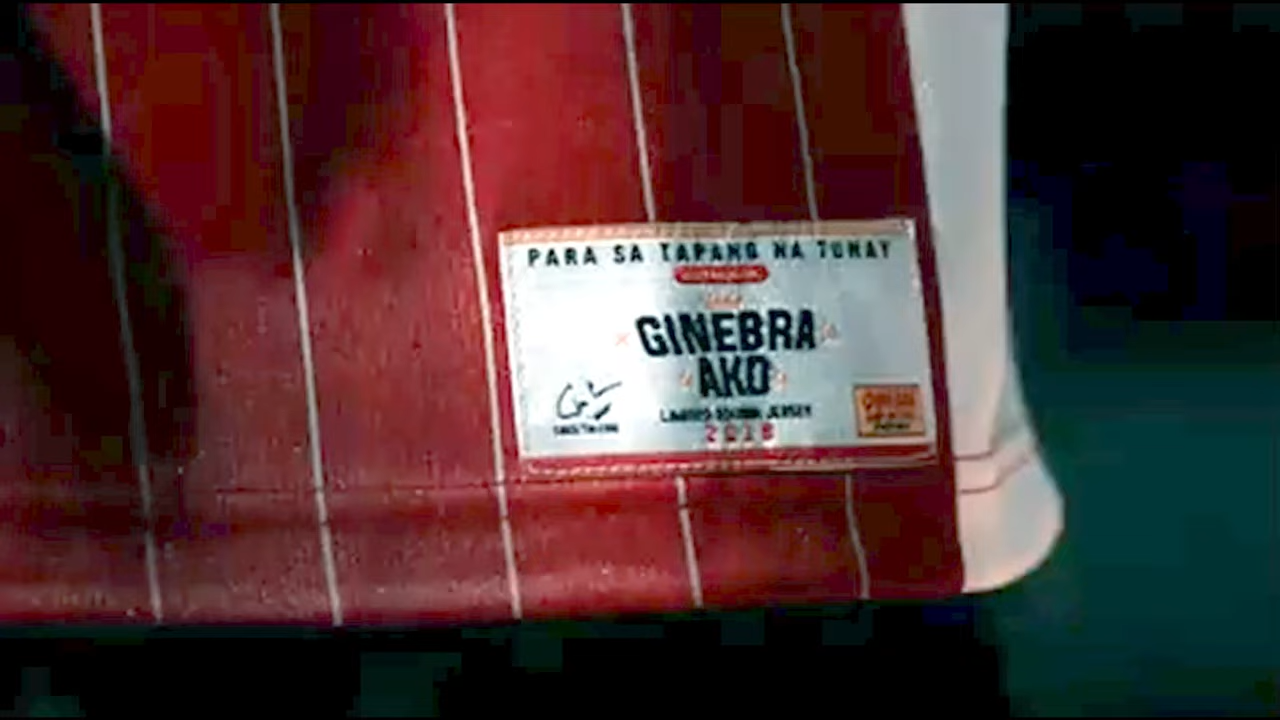 PARA SA TAPANG NA TUNAY
GINEBRA
AKO
LIMITED EDITION JERSEY
2018